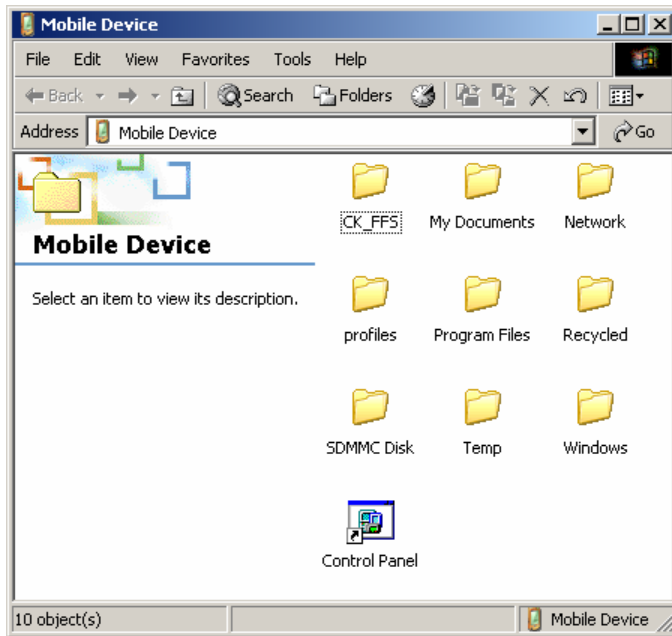 Mobile Device
File Edit View Favorites Tools Help
Back Search Folders
Address Mobile Device Go
Mobile Device
Select an item to view its description.
CK_FFS My Documents Network
profiles Program Files Recycled
SDMMC Disk Temp Windows
Control Panel
10 object(s) Mobile Device